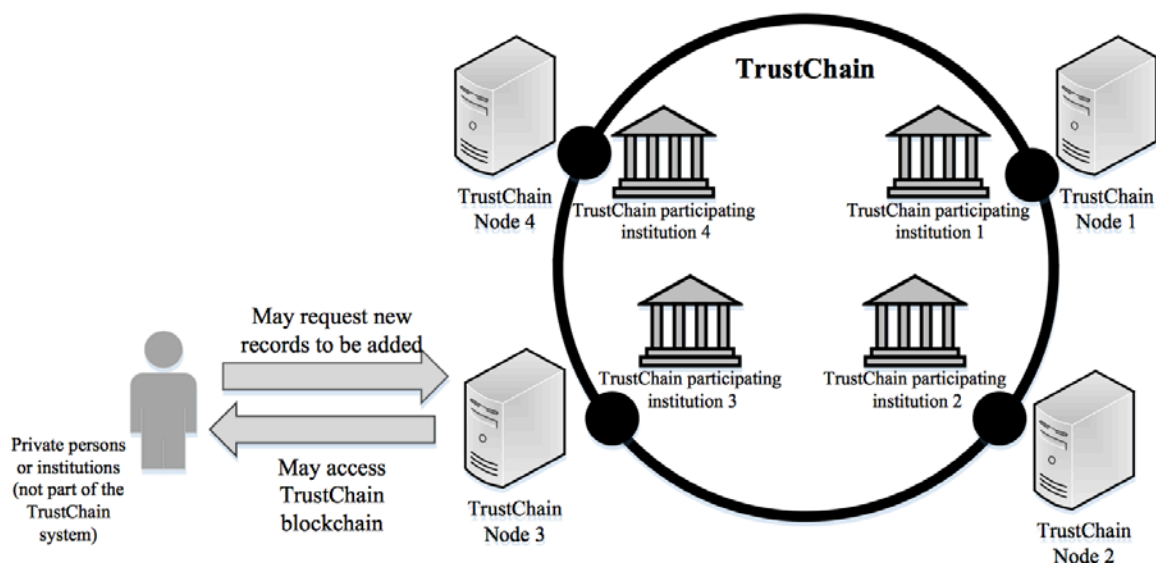 TrustChain
TrustChain
Node 4
TrustChain participating
institution 4
TrustChain participating
institution 1
TrustChain
Node 1
May request new
records to be added
TrustChain participating
institution 3
TrustChain participating
institution 2
Private persons
or institutions
(not part of the
TrustChain
system)
May access
TrustChain
blockchain
TrustChain
Node 3
TrustChain
Node 2